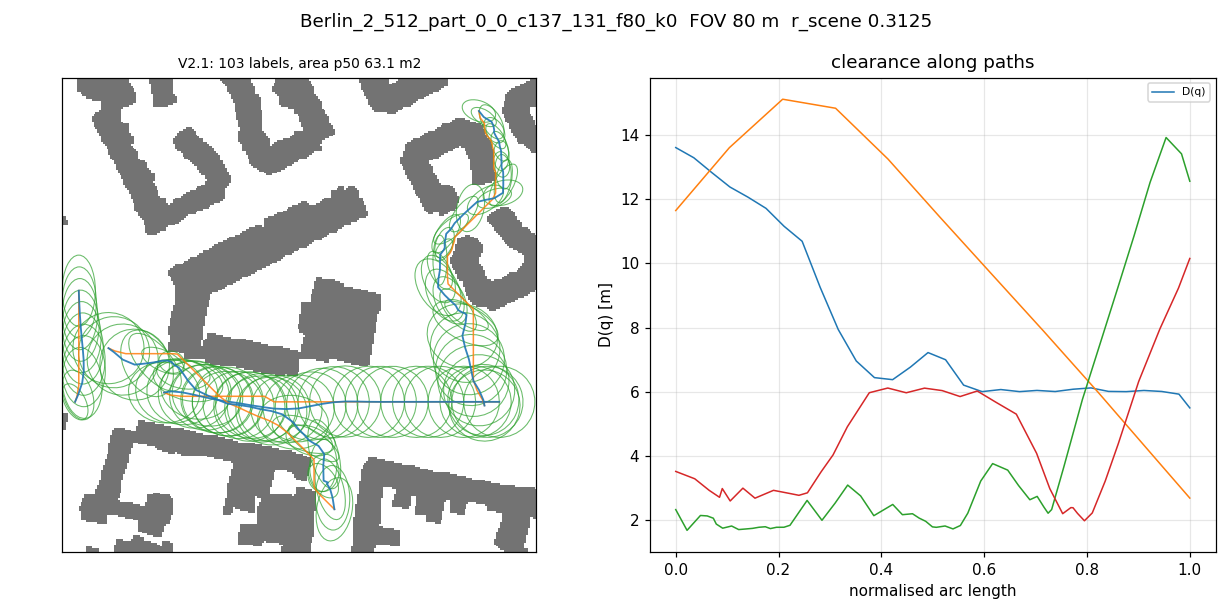 Berlin_2_512_part_0_0_c137_131_f80_k0 FOV 80 m r_scene 0.3125
V2.1: 103 labels, area p50 63.1 m2
clearance along paths
D(q)
D(q) [m]
14
12
10
8
6
4
2
0.0 0.2 0.4 0.6 0.8 1.0
normalised arc length